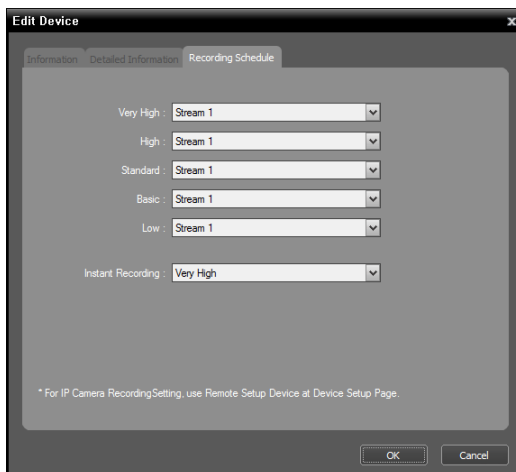 Edit Device
x
Information Detailed Information Recording Schedule
Very High : Stream 1
High : Stream 1
Standard : Stream 1
Basic : Stream 1
Low : Stream 1
Instant Recording : Very High
* For IP Camera RecordingSetting, use Remote Setup Device at Device Setup Page.
OK Cancel